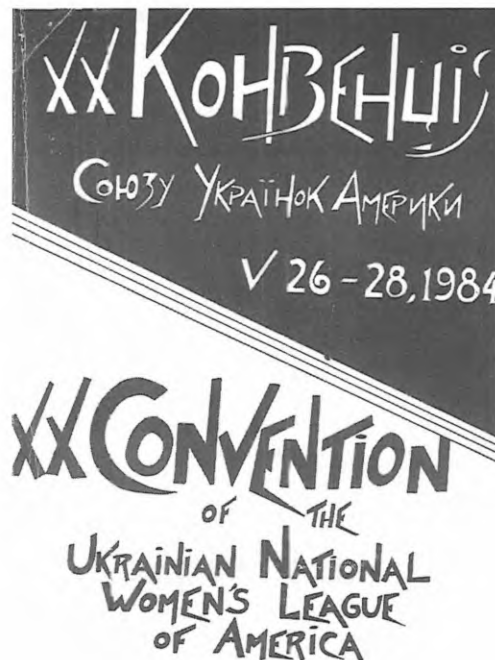 XX КОНВЕНЦІЯ
СОЮЗУ УКРАЇНОК АМЕРИКИ
V 26-28, 1984
XX CONVENTION
OF THE
UKRAINIAN NATIONAL
WOMEN'S LEAGUE
OF AMERICA